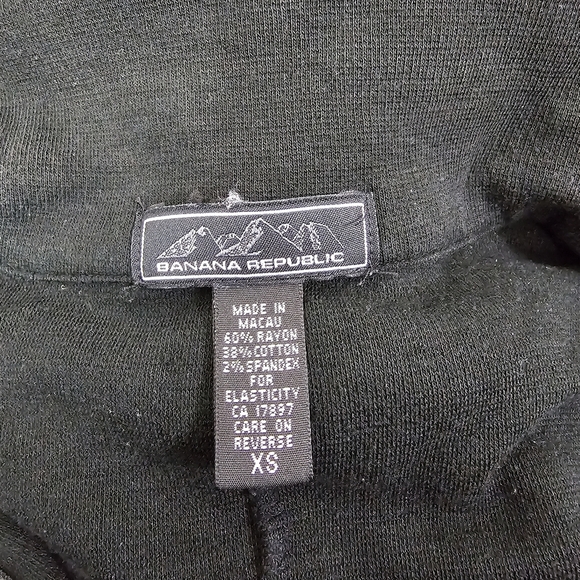 BANANA REPUBLIC
MADE IN
MACAU
60% RAYON
38% COTTON
2% SPANDEX
FOR
ELASTICITY
CA 17897
CARE ON
REVERSE
XS